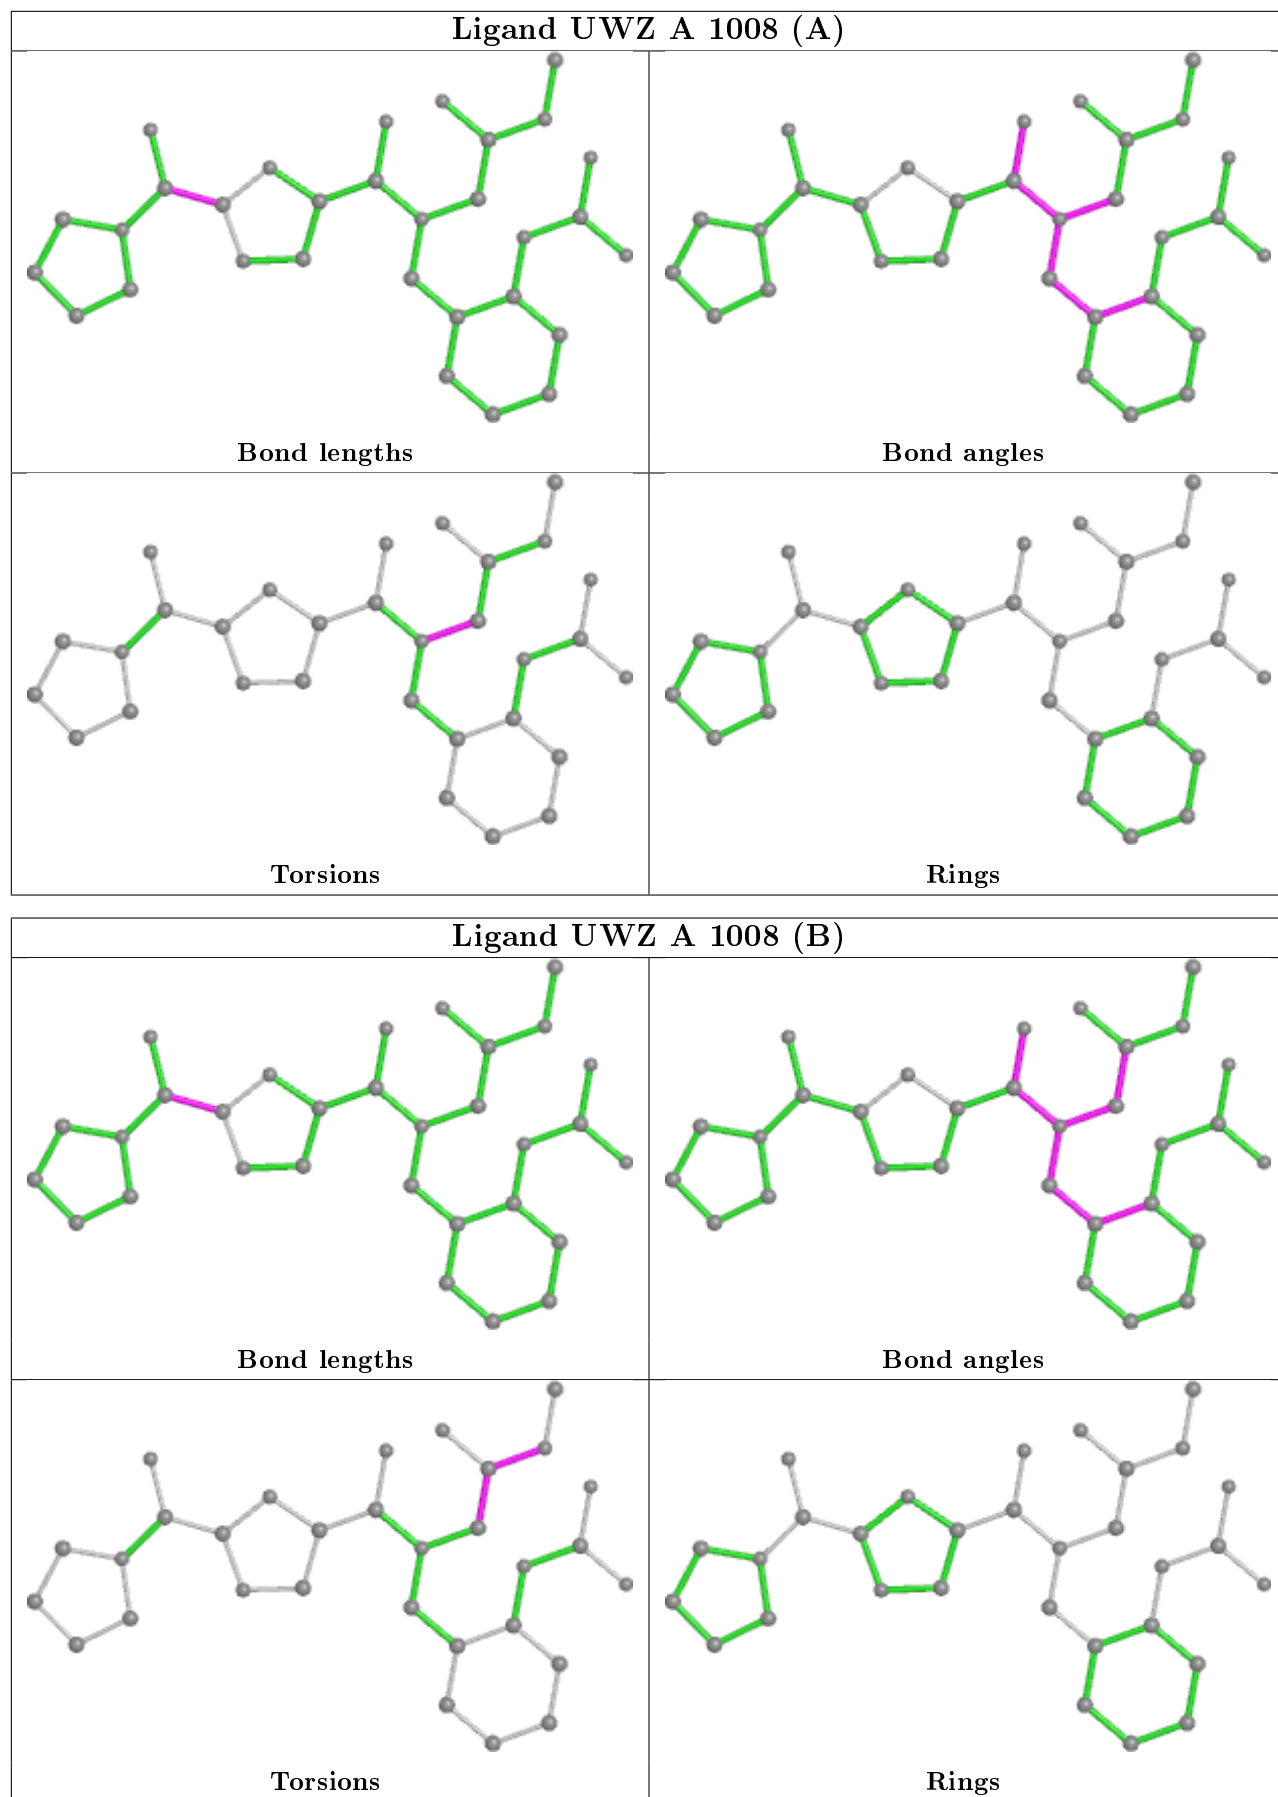 Ligand UWZ A 1008 (A)
Bond lengths
Bond angles
Torsions
Rings
Ligand UWZ A 1008 (B)
Bond lengths
Bond angles
Torsions
Rings